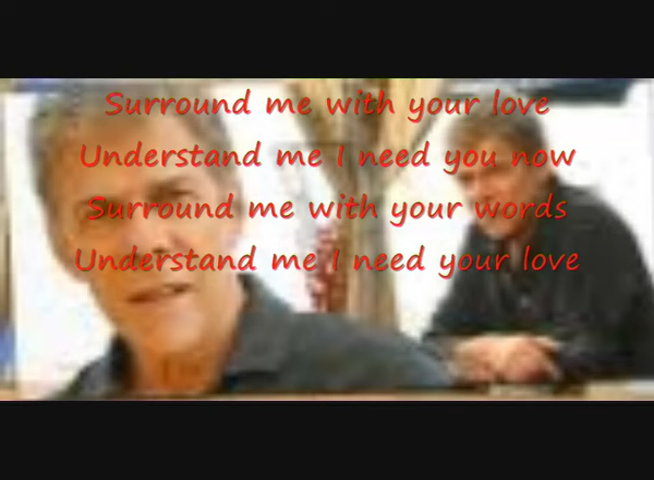 Surround me with your love
Understand me I need you now
Surround me with your words
Understand me I need your love